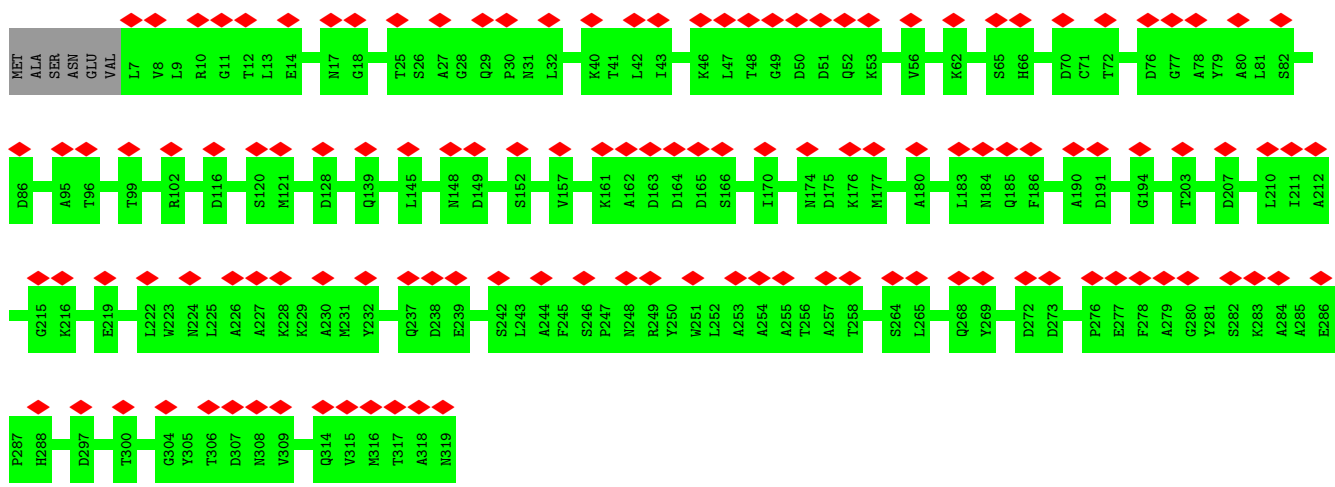 MET ALA SER ASN GLU VAL L7 V8 L9 R10 G11 T12 L13 E14 N17 G18 T25 S26 A27 G28 Q29 P30 N31 L32 K40 T41 L42 I43 K46 L47 T48 G49 D50 D51 Q52 K53 V56 K62 S65 H66 D70 C71 T72 D76 G77 A78 Y79 A80 L81 S82
D86 A95 T96 T99 R102 D116 S120 M121 D128 Q139 L145 N148 D149 S152 V157 K161 A162 D163 D164 D165 S166 I170 N174 D175 K176 M177 A180 L183 N184 Q185 F186 A190 D191 G194 T203 D207 L210 I211 A212
G215 K216 E219 L222 W223 N224 L225 A226 A227 K228 K229 A230 M231 Y232 Q237 D238 E239 S242 L243 A244 F245 S246 P247 N248 R249 Y250 W251 L252 A253 A254 A255 T256 A257 T258 S264 L265 Q268 Y269 D272 D273 P276 E277 F278 A279 G280 Y281 S282 K283 A284 A285 E286
P287 H288 D297 T300 G304 Y305 T306 D307 N308 V309 Q314 V315 M316 T317 A318 N319